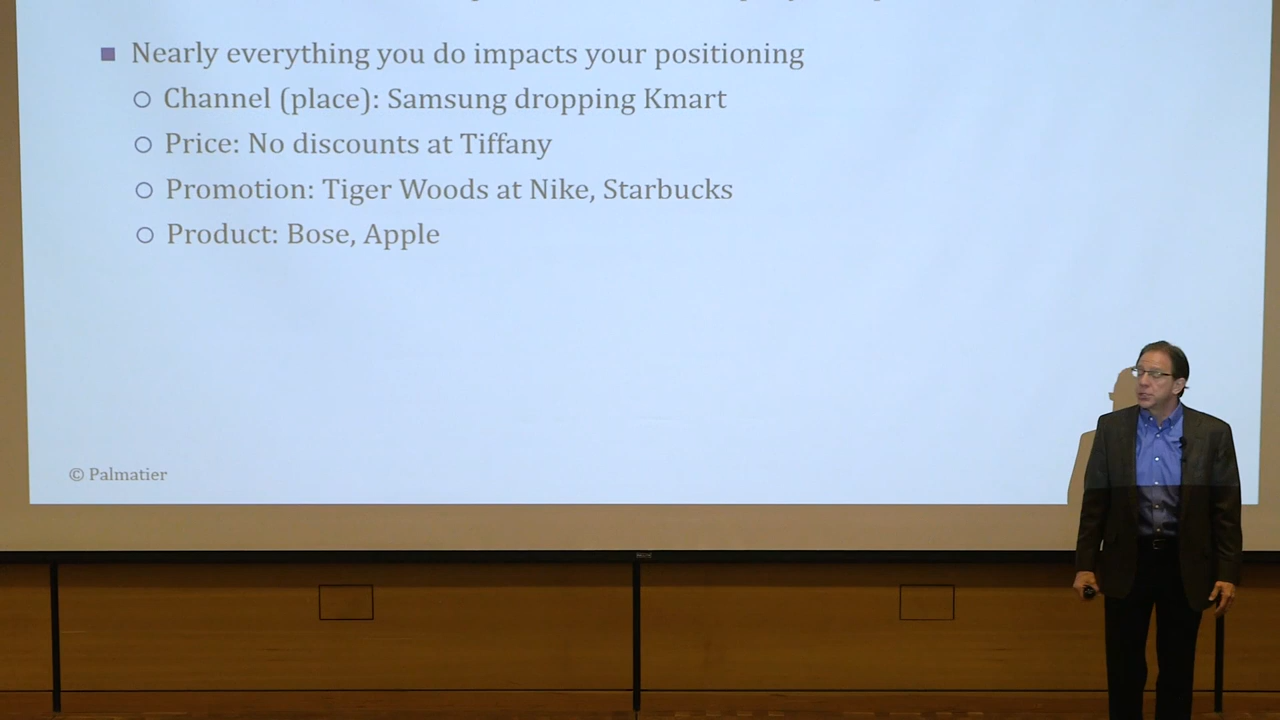 ■ Nearly everything you do impacts your positioning
○ Channel (place): Samsung dropping Kmart
○ Price: No discounts at Tiffany
○ Promotion: Tiger Woods at Nike, Starbucks
○ Product: Bose, Apple
© Palmatier